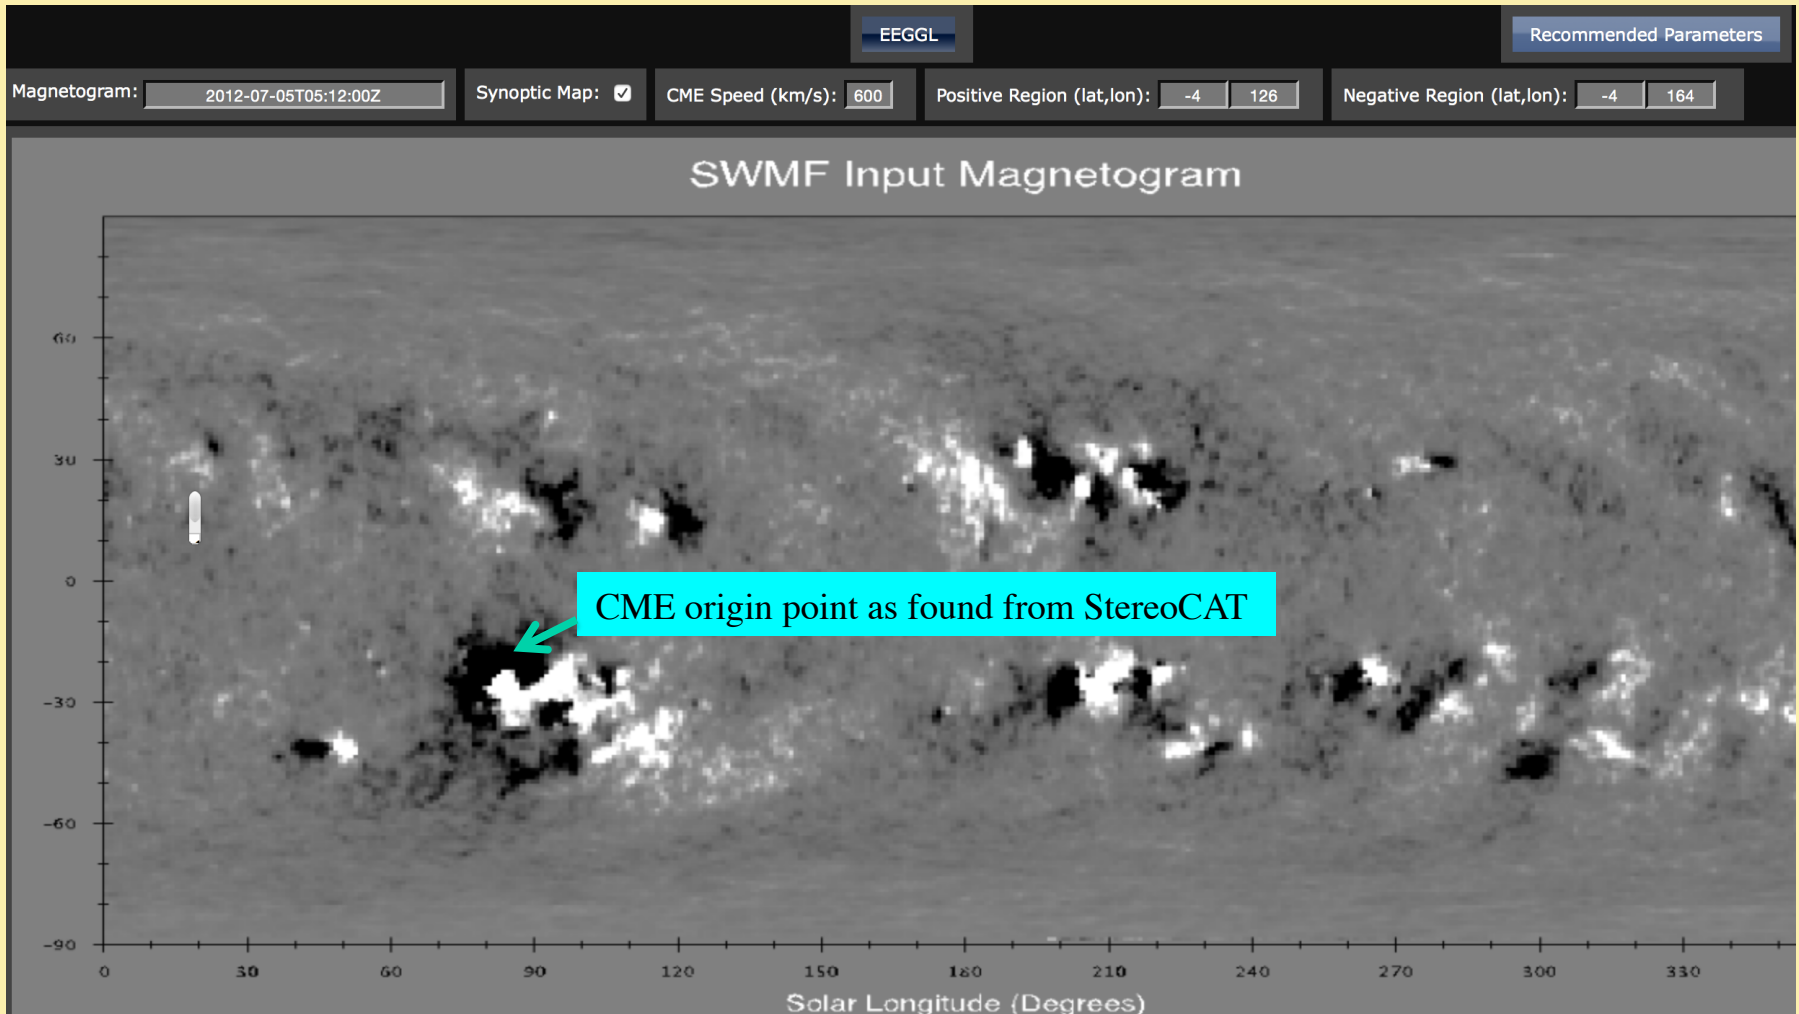 EEGGL
Recommended Parameters
Magnetogram: 2012-07-05T05:12:00Z Synoptic Map: CME Speed (km/s): 600 Positive Region (lat,lon): -4 126 Negative Region (lat,lon): -4 164
SWMF Input Magnetogram
60
30
0
CME origin point as found from StereoCAT
-30
-60
-90
0 30 60 90 120 150 180 210 240 270 300 330
Solar Longitude (Degrees)